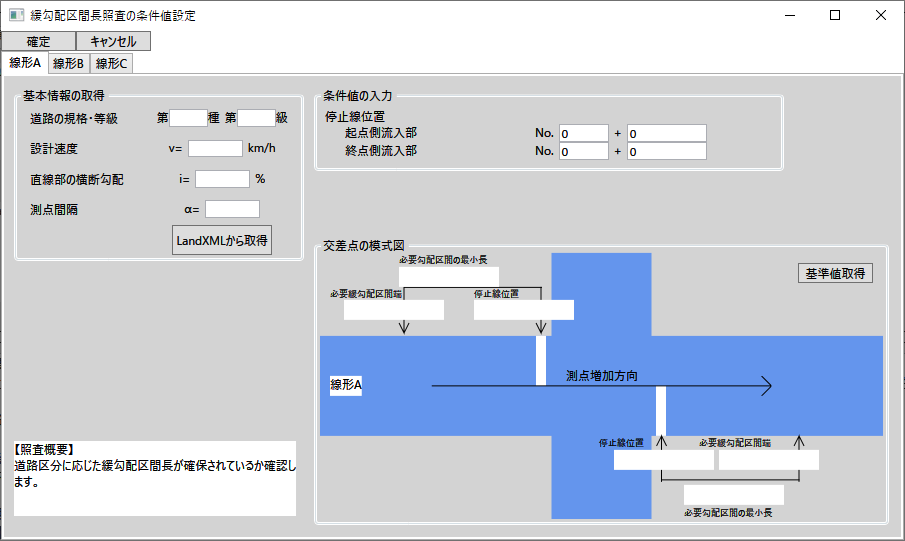 緩勾配区間長照査の条件値設定
確定 キャンセル
線形A 線形B 線形C
基本情報の取得
道路の規格・等級 第 種 第 級
設計速度 v= km/h
直線部の横断勾配 i= %
測点間隔 α=
LandXMLから取得
条件値の入力
停止線位置
起点側流入部 No. 0 + 0
終点側流入部 No. 0 + 0
交差点の模式図
必要勾配区間の最小長
基準値取得
必要緩勾配区間端 停止線位置
測点増加方向
線形A
停止線位置 必要緩勾配区間端
必要勾配区間の最小長
【照査概要】
道路区分に応じた緩勾配区間長が確保されているか確認し
ます。